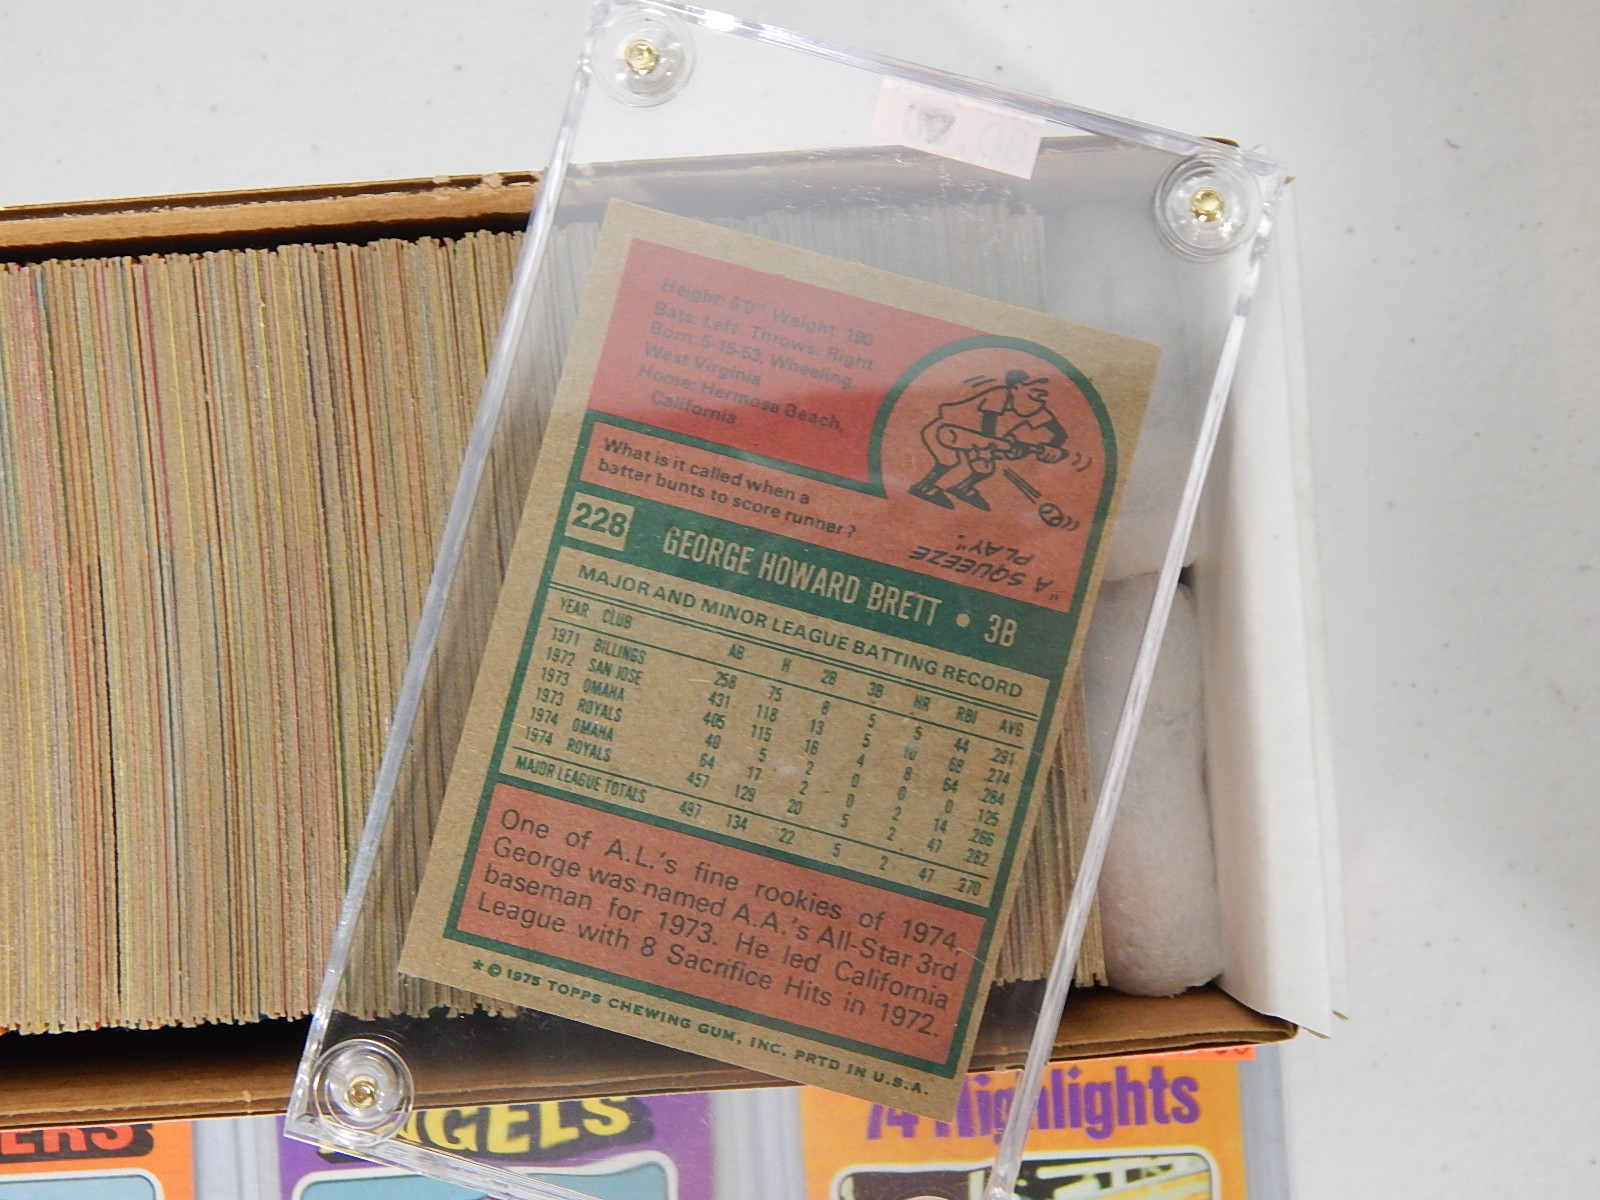 Height: 6'0" Weight: 190
Bats: Left Throws: Right
Born: 5-15-53, Wheeling,
West Virginia
Home: Hermosa Beach,
California
What is it called when a
batter bunts to score runner?
"A SQUEEZE
PLAY".
228 GEORGE HOWARD BRETT • 3B
MAJOR AND MINOR LEAGUE BATTING RECORD
YEAR CLUB AB H 2B 3B HR RBI AVG
1971 BILLINGS 258 75 8 5 5 44 .291
1972 SAN JOSE 431 118 13 5 10 68 .274
1973 OMAHA 405 115 16 4 8 64 .284
1973 ROYALS 40 5 2 0 0 0 .125
1974 OMAHA 64 17 2 0 2 14 .266
1974 ROYALS 457 129 20 5 2 47 .282
MAJOR LEAGUE TOTALS 497 134 22 5 2 47 .270
One of A.L.'s fine rookies of 1974,
George was named A.A.'s All-Star 3rd
baseman for 1973. He led California
League with 8 Sacrifice Hits in 1972.
* © 1975 TOPPS CHEWING GUM, INC. PRTD IN U.S.A.
ERS
ANGELS
74 Highlights